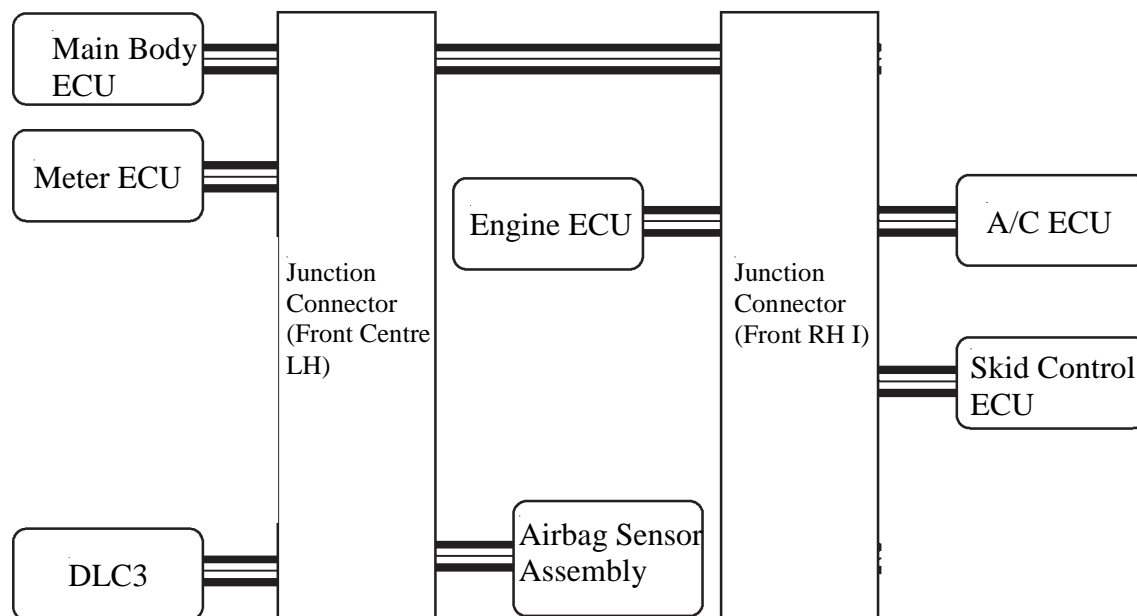 Main Body
ECU
Meter ECU
Engine ECU
A/C ECU
Junction
Connector
(Front Centre
LH)
Junction
Connector
(Front RH I)
Skid Control
ECU
Airbag Sensor
Assembly
DLC3